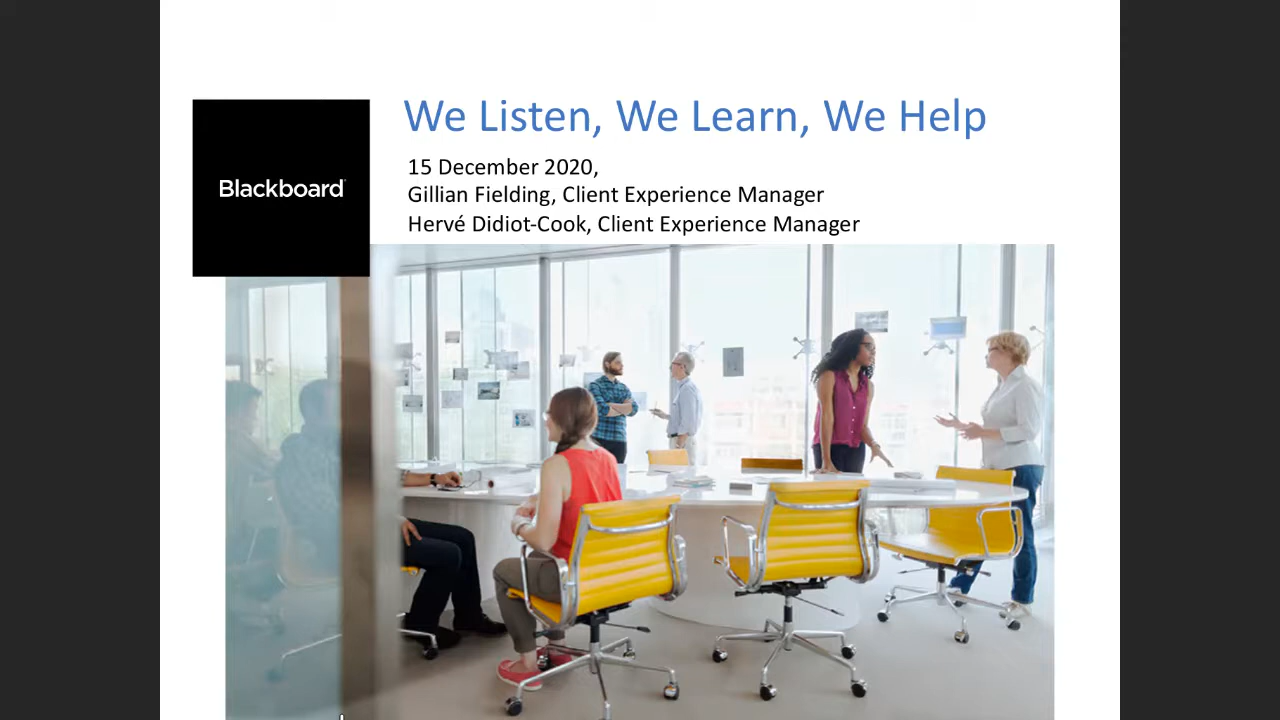 We Listen, We Learn, We Help
Blackboard
15 December 2020,
Gillian Fielding, Client Experience Manager
Hervé Didiot-Cook, Client Experience Manager